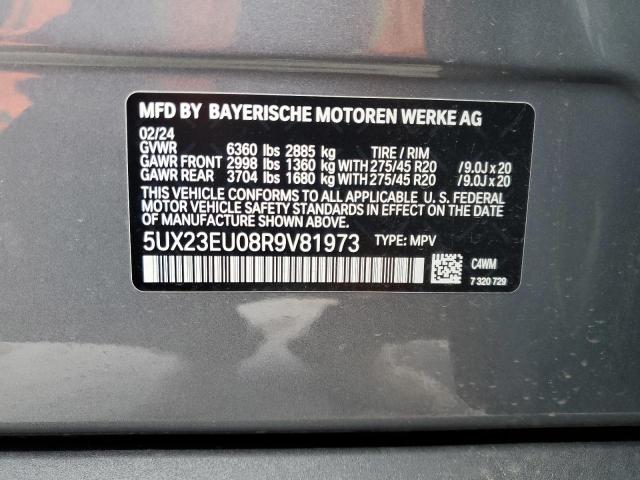 MFD BY BAYERISCHE MOTOREN WERKE AG
02/24
GVWR 6360 lbs 2885 kg TIRE / RIM
GAWR FRONT 2998 lbs 1360 kg WITH 275/45 R20 /9.0J x 20
GAWR REAR 3704 lbs 1680 kg WITH 275/45 R20 /9.0J x 20
THIS VEHICLE CONFORMS TO ALL APPLICABLE U. S. FEDERAL
MOTOR VEHICLE SAFETY STANDARDS IN EFFECT ON THE DATE
OF MANUFACTURE SHOWN ABOVE.
5UX23EU08R9V81973 TYPE: MPV
C4WM
7 320 729